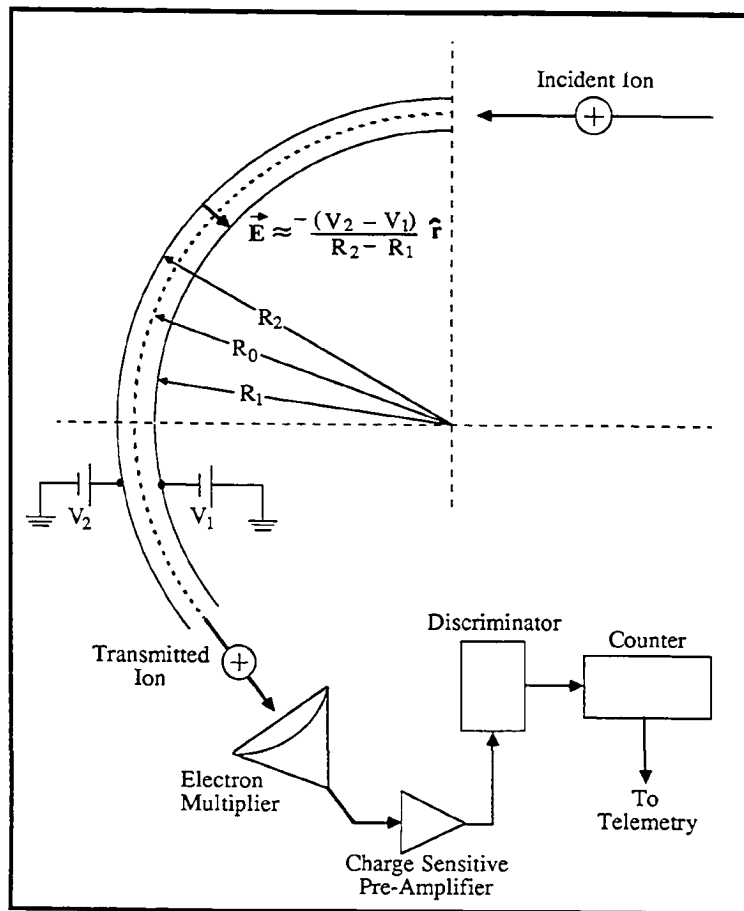 Incident Ion
E ≈ - (V2 - V1) / R2 - R1 r̂
R2
R0
R1
V2
V1
Transmitted
Ion
Discriminator
Counter
Electron
Multiplier
To
Telemetry
Charge Sensitive
Pre-Amplifier